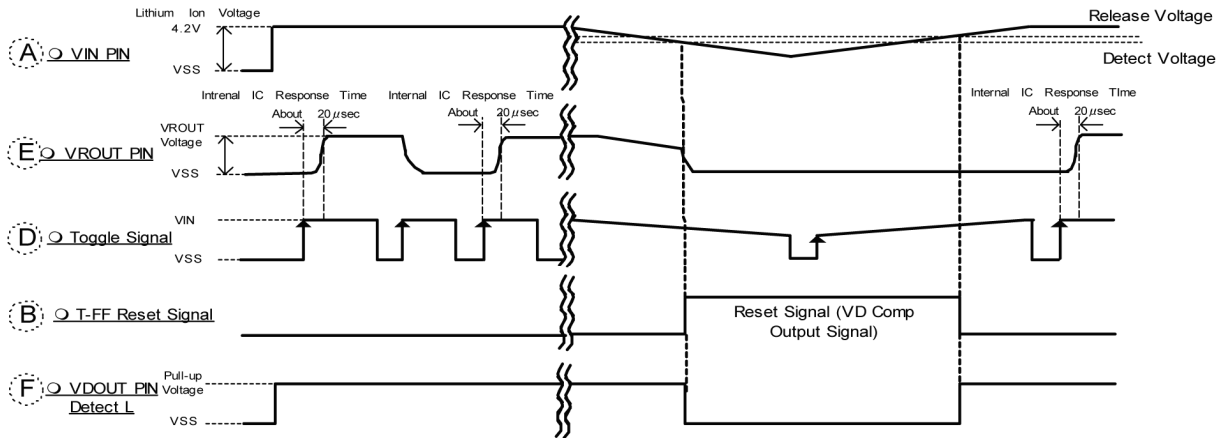 Lithium Ion Voltage
4.2V
Release Voltage
A ○ VIN PIN
Detect Voltage
VSS
Intrenal IC Response Time
Internal IC Response Time
Internal IC Response TIme
About 20μsec
About 20μsec
About 20μsec
VROUT
Voltage
E ○ VROUT PIN
VSS
VIN
D ○ Toggle Signal
VSS
B ○ T-FF Reset Signal
Reset Signal (VD Comp
Output Signal)
Pull-up
Voltage
F ○ VDOUT PIN
Detect L
VSS